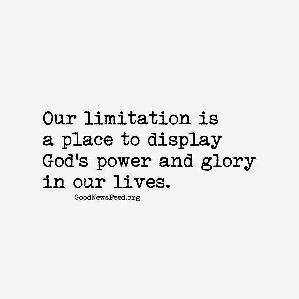 Our limitation is
a place to display
God's power and glory
in our lives.
GoodNewsFeed.org